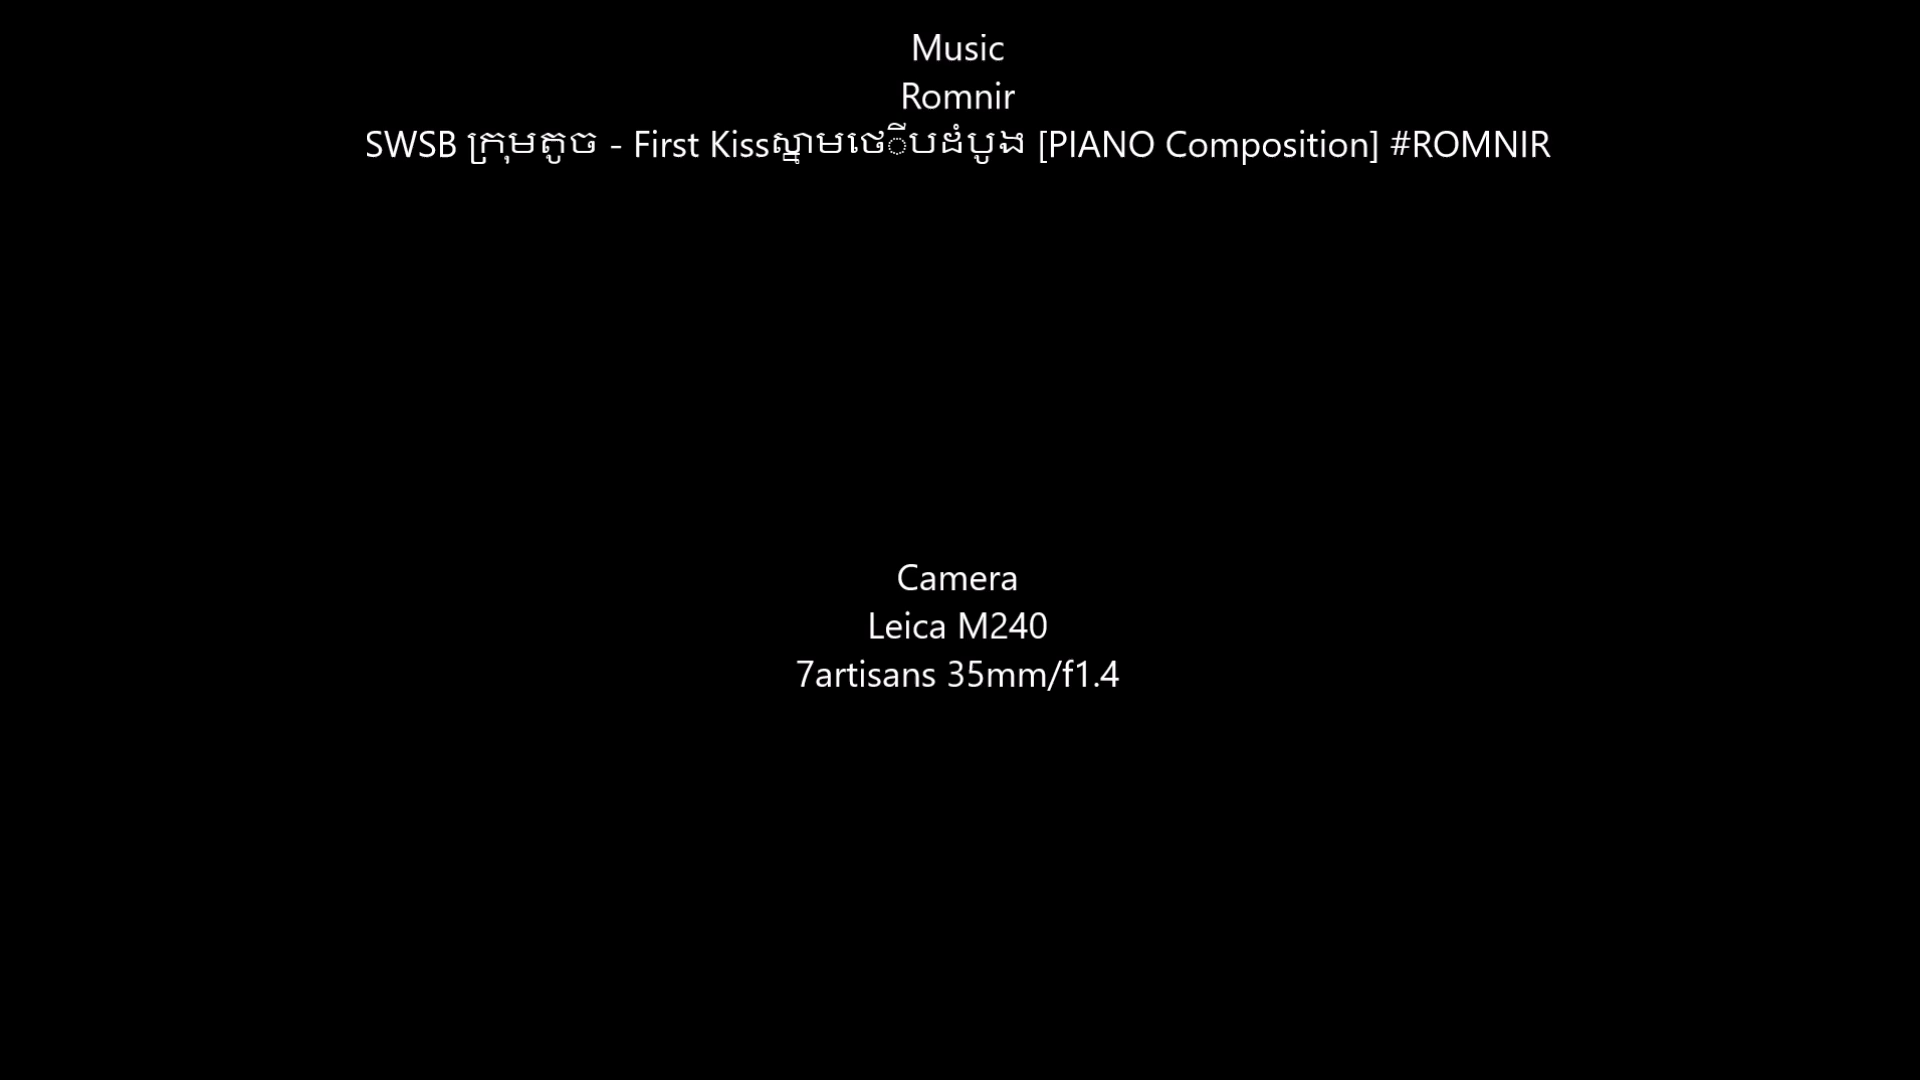 Music
Romnir
SWSB ក្រុមតូច - First Kissស្នាមថេីបដំបូង [PIANO Composition] #ROMNIR
Camera
Leica M240
7artisans 35mm/f1.4